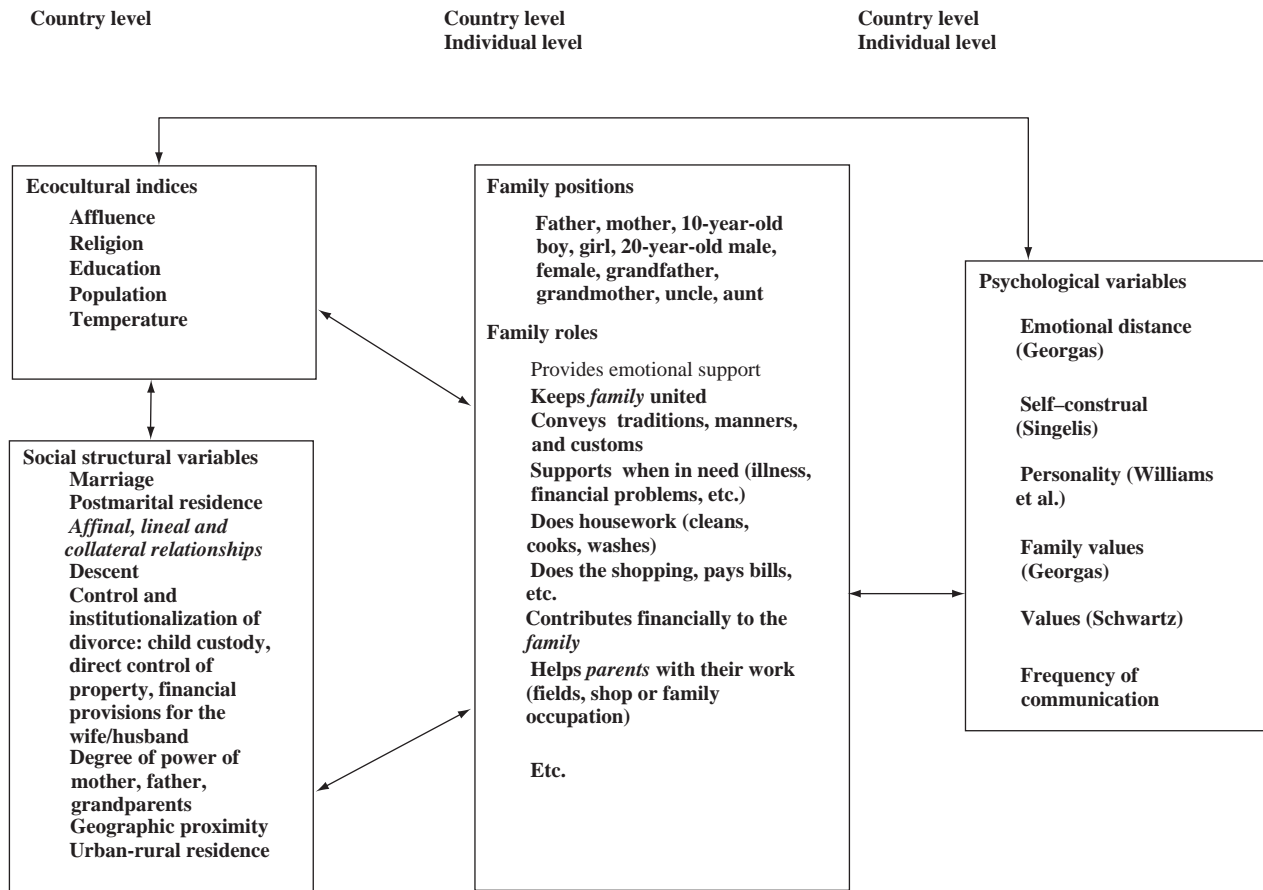 Country level
Country level
Individual level
Country level
Individual level
Ecocultural indices
Affluence
Religion
Education
Population
Temperature
Social structural variables
Marriage
Postmarital residence
Affinal, lineal and
collateral relationships
Descent
Control and
institutionalization of
divorce: child custody,
direct control of
property, financial
provisions for the
wife/husband
Degree of power of
mother, father,
grandparents
Geographic proximity
Urban-rural residence
Family positions
Father, mother, 10-year-old
boy, girl, 20-year-old male,
female, grandfather,
grandmother, uncle, aunt
Family roles
Provides emotional support
Keeps family united
Conveys traditions, manners,
and customs
Supports when in need (illness,
financial problems, etc.)
Does housework (cleans,
cooks, washes)
Does the shopping, pays bills,
etc.
Contributes financially to the
family
Helps parents with their work
(fields, shop or family
occupation)
Etc.
Psychological variables
Emotional distance
(Georgas)
Self–construal
(Singelis)
Personality (Williams
et al.)
Family values
(Georgas)
Values (Schwartz)
Frequency of
communication